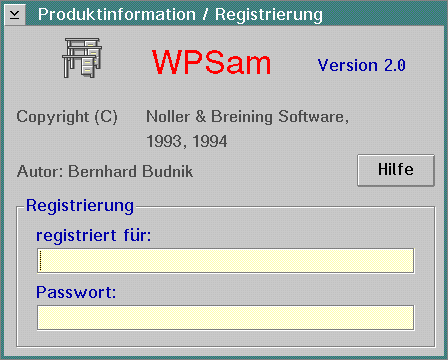 Produktinformation / Registrierung
WPSam
Version 2.0
Copyright (C) Noller & Breining Software,
1993, 1994
Autor: Bernhard Budnik
Hilfe
Registrierung
registriert für:
Passwort: